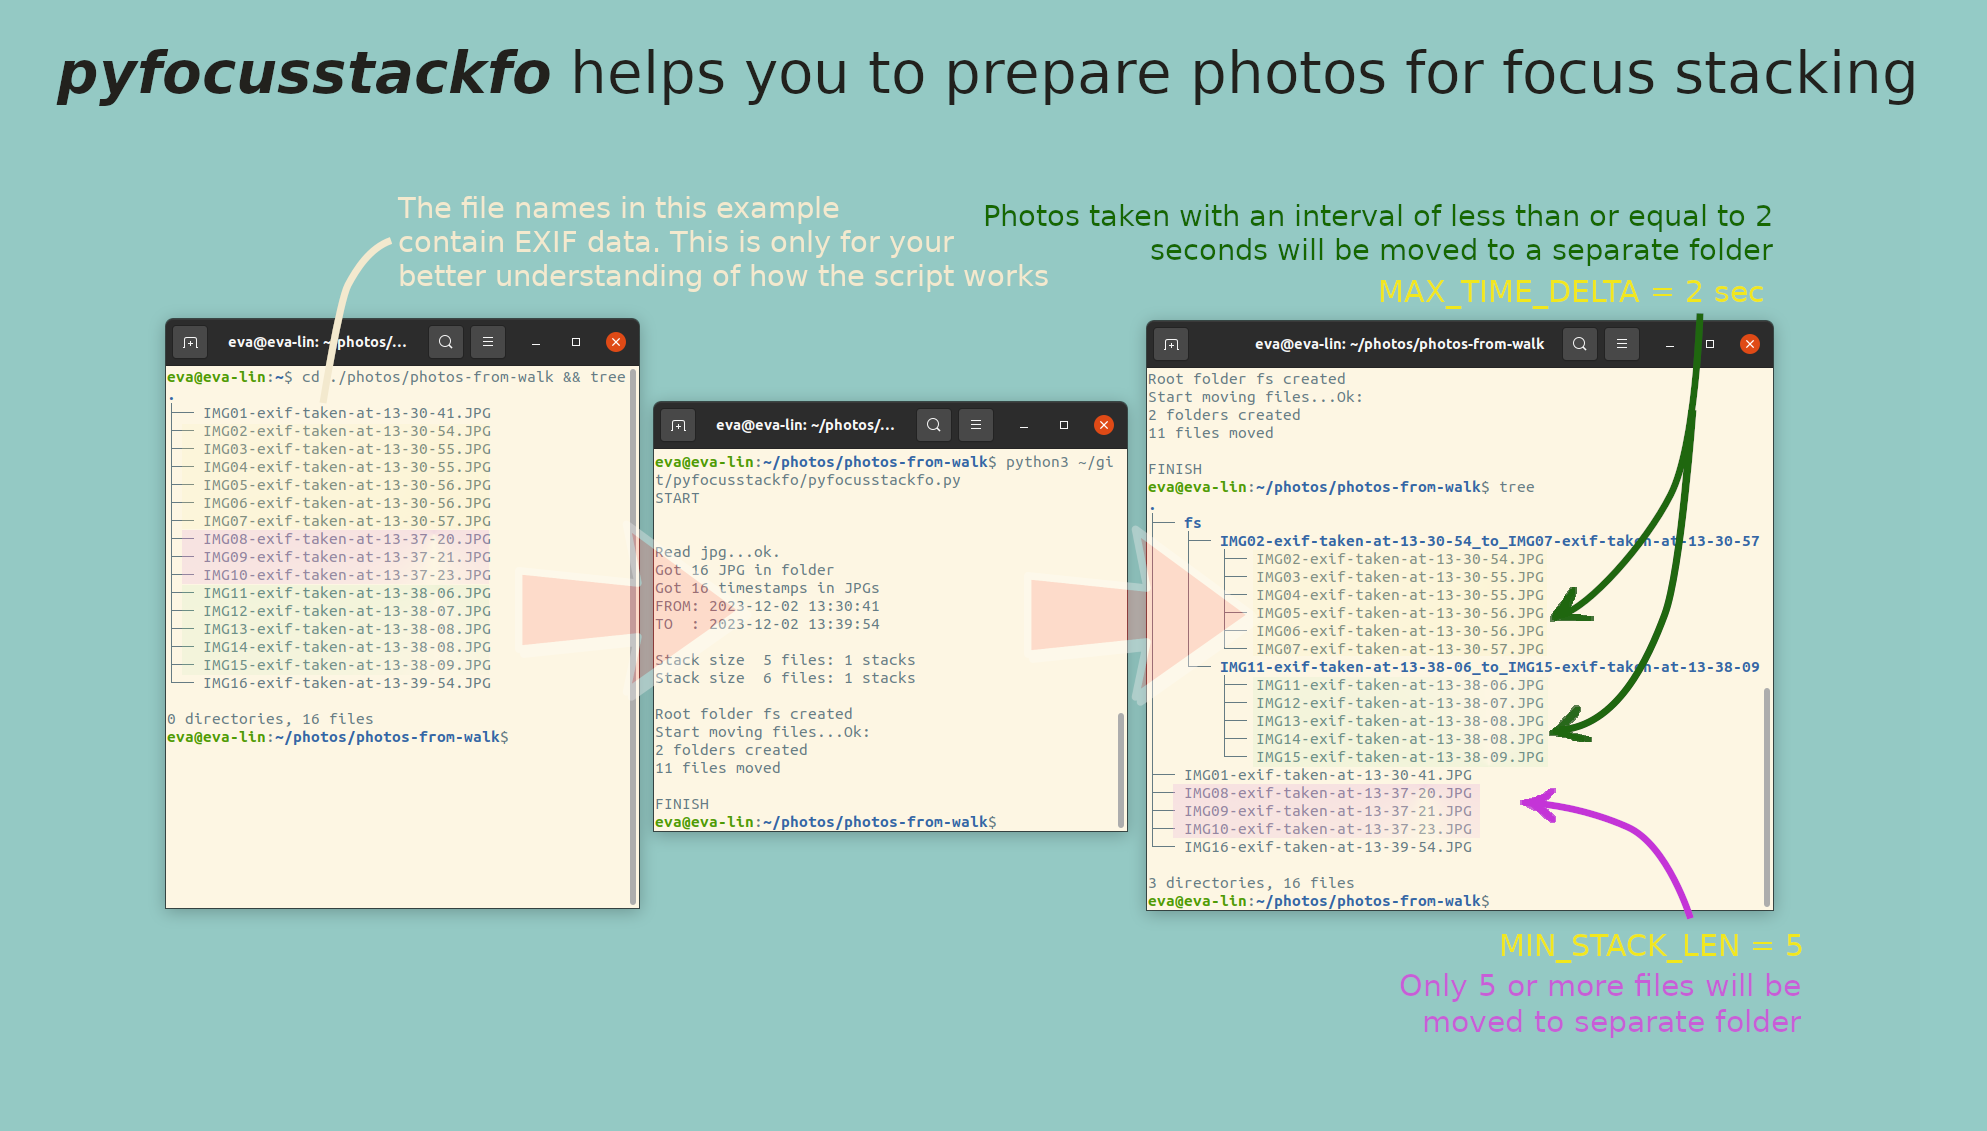 pyfocusstackfo helps you to prepare photos for focus stacking
The file names in this example
contain EXIF data. This is only for your
better understanding of how the script works
Photos taken with an interval of less than or equal to 2
seconds will be moved to a separate folder
MAX_TIME_DELTA = 2 sec
eva@eva-lin: ~/photos/...
eva@eva-lin:~$ cd ./photos/photos-from-walk && tree
.
├── IMG01-exif-taken-at-13-30-41.JPG
├── IMG02-exif-taken-at-13-30-54.JPG
├── IMG03-exif-taken-at-13-30-55.JPG
├── IMG04-exif-taken-at-13-30-55.JPG
├── IMG05-exif-taken-at-13-30-56.JPG
├── IMG06-exif-taken-at-13-30-56.JPG
├── IMG07-exif-taken-at-13-30-57.JPG
├── IMG08-exif-taken-at-13-37-20.JPG
├── IMG09-exif-taken-at-13-37-21.JPG
├── IMG10-exif-taken-at-13-37-23.JPG
├── IMG11-exif-taken-at-13-38-06.JPG
├── IMG12-exif-taken-at-13-38-07.JPG
├── IMG13-exif-taken-at-13-38-08.JPG
├── IMG14-exif-taken-at-13-38-08.JPG
├── IMG15-exif-taken-at-13-38-09.JPG
└── IMG16-exif-taken-at-13-39-54.JPG
0 directories, 16 files
eva@eva-lin:~/photos/photos-from-walk$
eva@eva-lin: ~/photos/...
eva@eva-lin:~/photos/photos-from-walk$ python3 ~/gi
t/pyfocusstackfo/pyfocusstackfo.py
START
Read jpg...ok.
Got 16 JPG in folder
Got 16 timestamps in JPGs
FROM: 2023-12-02 13:30:41
TO  : 2023-12-02 13:39:54
Stack size  5 files: 1 stacks
Stack size  6 files: 1 stacks
Root folder fs created
Start moving files...Ok:
2 folders created
11 files moved
FINISH
eva@eva-lin:~/photos/photos-from-walk$
eva@eva-lin: ~/photos/photos-from-walk
Root folder fs created
Start moving files...Ok:
2 folders created
11 files moved
FINISH
eva@eva-lin:~/photos/photos-from-walk$ tree
.
├── fs
│   ├── IMG02-exif-taken-at-13-30-54_to_IMG07-exif-taken-at-13-30-57
│   │   ├── IMG02-exif-taken-at-13-30-54.JPG
│   │   ├── IMG03-exif-taken-at-13-30-55.JPG
│   │   ├── IMG04-exif-taken-at-13-30-55.JPG
│   │   ├── IMG05-exif-taken-at-13-30-56.JPG
│   │   ├── IMG06-exif-taken-at-13-30-56.JPG
│   │   └── IMG07-exif-taken-at-13-30-57.JPG
│   └── IMG11-exif-taken-at-13-38-06_to_IMG15-exif-taken-at-13-38-09
│       ├── IMG11-exif-taken-at-13-38-06.JPG
│       ├── IMG12-exif-taken-at-13-38-07.JPG
│       ├── IMG13-exif-taken-at-13-38-08.JPG
│       ├── IMG14-exif-taken-at-13-38-08.JPG
│       └── IMG15-exif-taken-at-13-38-09.JPG
├── IMG01-exif-taken-at-13-30-41.JPG
├── IMG08-exif-taken-at-13-37-20.JPG
├── IMG09-exif-taken-at-13-37-21.JPG
├── IMG10-exif-taken-at-13-37-23.JPG
└── IMG16-exif-taken-at-13-39-54.JPG
3 directories, 16 files
eva@eva-lin:~/photos/photos-from-walk$
MIN_STACK_LEN = 5
Only 5 or more files will be
moved to separate folder